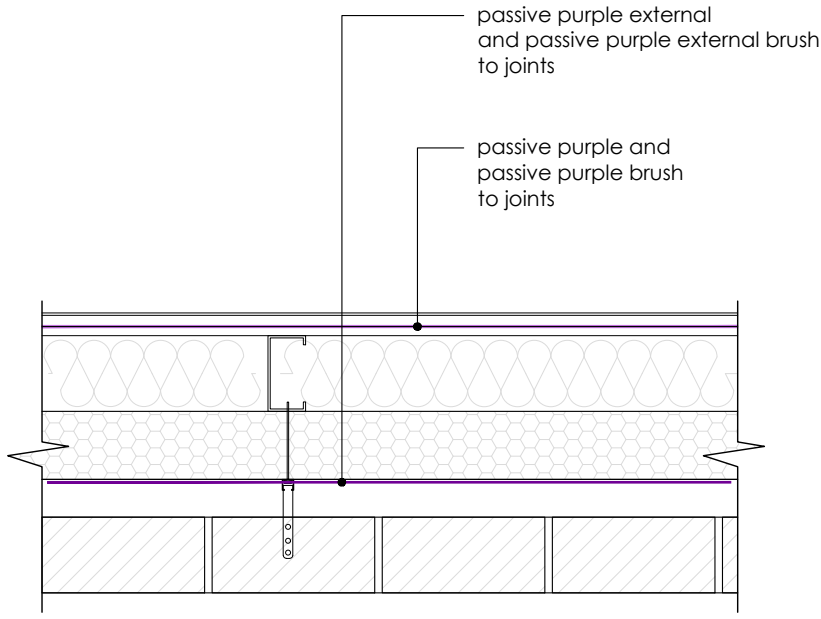 passive purple external
and passive purple external brush
to joints
passive purple and
passive purple brush
to joints